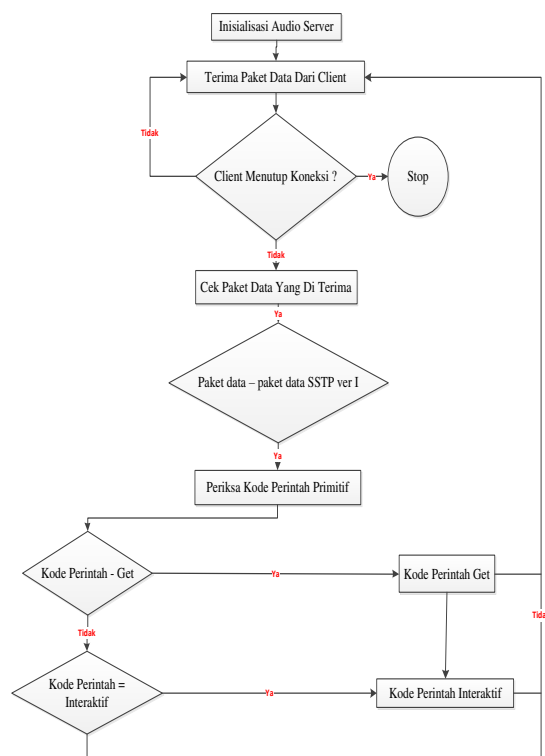 Inisialisasi Audio Server
Terima Paket Data Dari Client
Tidak
Client Menutup Koneksi ?
Ya
Stop
Tidak
Cek Paket Data Yang Di Terima
Ya
Paket data – paket data SSTP ver I
Ya
Periksa Kode Perintah Primitif
Kode Perintah - Get
Ya
Kode Perintah Get
Tidak
Tida
Kode Perintah =
Interaktif
Ya
Kode Perintah Interaktif